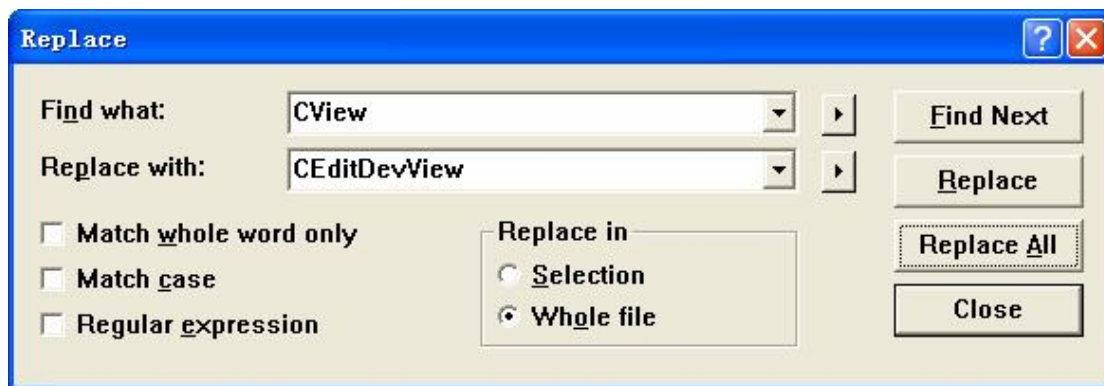 Replace
Find what: CView Find Next
Replace with: CEditDevView Replace
Match whole word only Replace in Replace All
Match case Selection
Regular expression Whole file Close